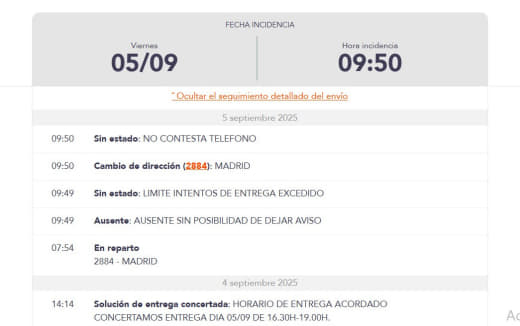 FECHA INCIDENCIA
Viernes
05/09
Hora incidencia
09:50
ˆ Ocultar el seguimiento detallado del envío
5 septiembre 2025
09:50 Sin estado: NO CONTESTA TELEFONO
09:50 Cambio de dirección (2884): MADRID
09:49 Sin estado: LIMITE INTENTOS DE ENTREGA EXCEDIDO
09:49 Ausente: AUSENTE SIN POSIBILIDAD DE DEJAR AVISO
07:54 En reparto
2884 - MADRID
4 septiembre 2025
14:14 Solución de entrega concertada: HORARIO DE ENTREGA ACORDADO
CONCERTAMOS ENTREGA DIA 05/09 DE 16.30H-19.00H.